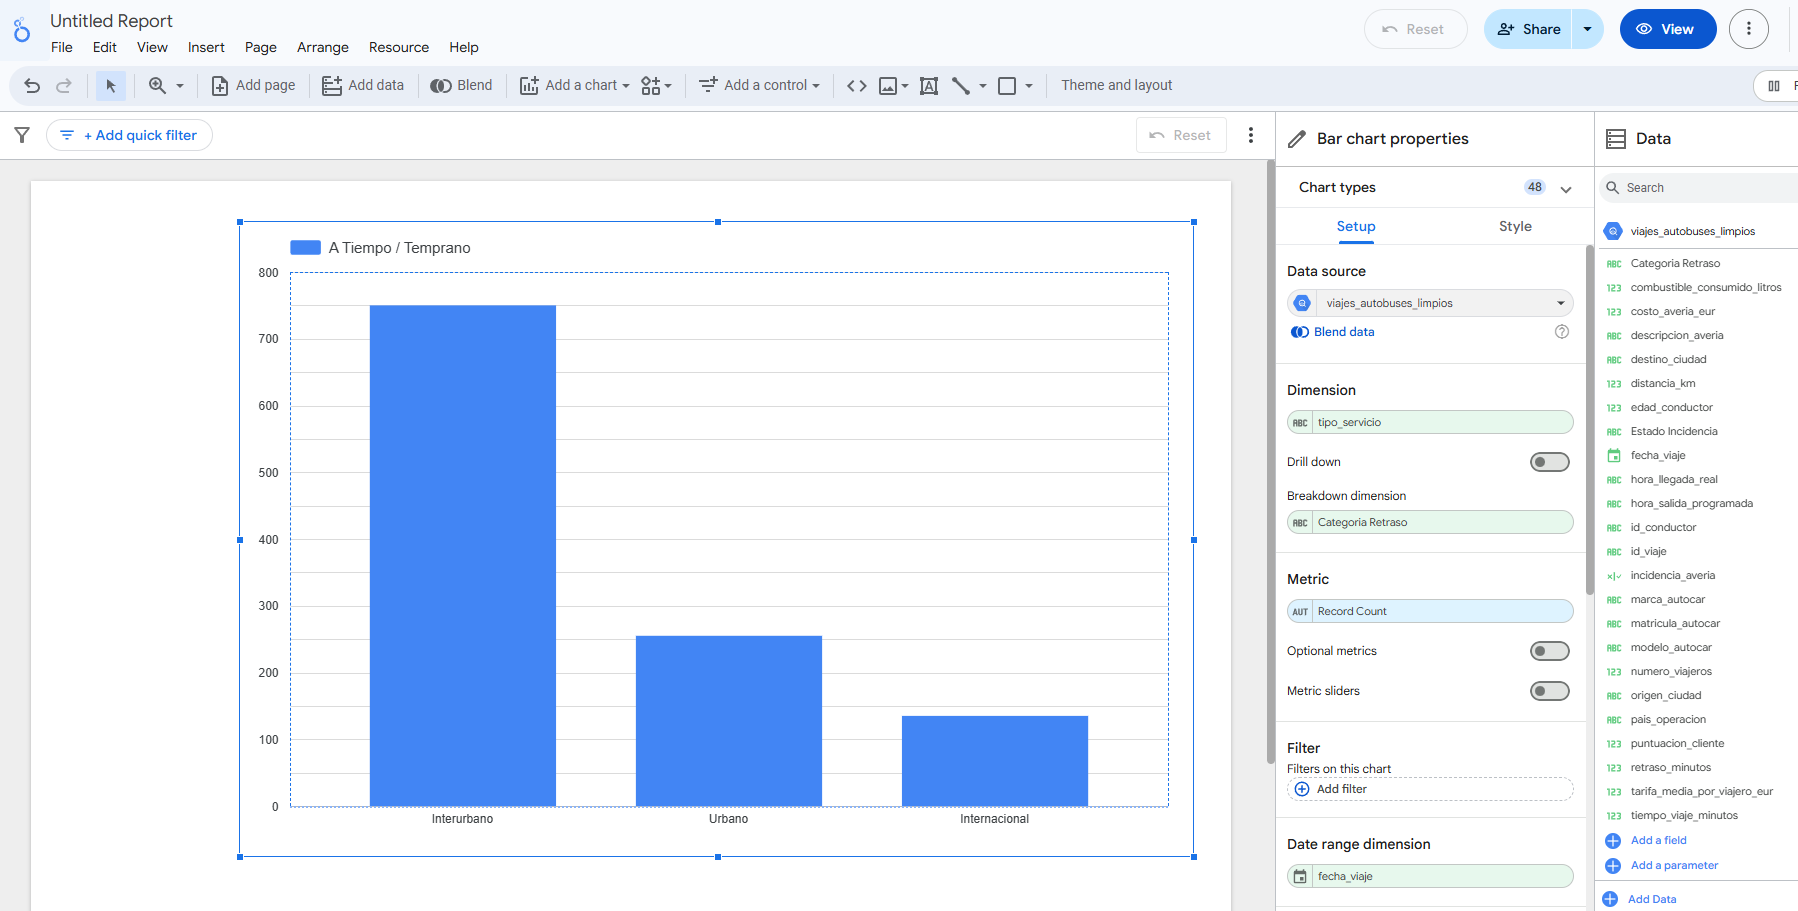 Untitled Report
File Edit View Insert Page Arrange Resource Help
Reset
Share
View
Add page
Add data
Blend
Add a chart
Add a control
Theme and layout
+ Add quick filter
Reset
A Tiempo / Temprano
800
700
600
500
400
300
200
100
0
Interurbano
Urbano
Internacional
Bar chart properties
Chart types
48
Setup
Style
Data source
viajes_autobuses_limpios
Blend data
Dimension
ABC tipo_servicio
Drill down
Breakdown dimension
ABC Categoria Retraso
Metric
AUT Record Count
Optional metrics
Metric sliders
Filter
Filters on this chart
Add filter
Date range dimension
fecha_viaje
Data
Search
viajes_autobuses_limpios
ABC Categoria Retraso
123 combustible_consumido_litros
123 costo_averia_eur
ABC descripcion_averia
ABC destino_ciudad
123 distancia_km
123 edad_conductor
ABC Estado Incidencia
fecha_viaje
ABC hora_llegada_real
ABC hora_salida_programada
ABC id_conductor
ABC id_viaje
incidencia_averia
ABC marca_autocar
ABC matricula_autocar
ABC modelo_autocar
123 numero_viajeros
ABC origen_ciudad
ABC pais_operacion
123 puntuacion_cliente
123 retraso_minutos
123 tarifa_media_por_viajero_eur
123 tiempo_viaje_minutos
Add a field
Add a parameter
Add Data